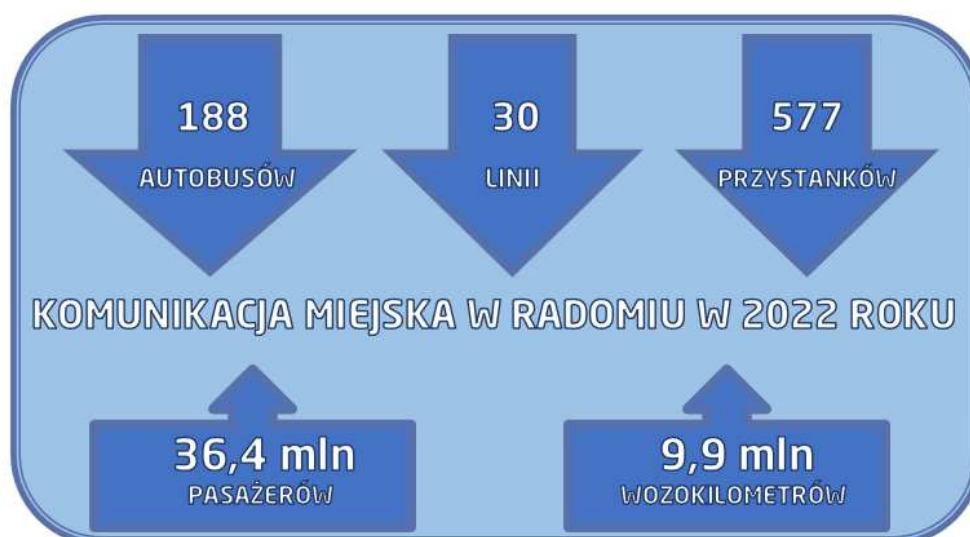 188
AUTOBUSÓW
30
LINII
577
PRZYSTANKÓW
KOMUNIKACJA MIEJSKA W RADOMIU W 2022 ROKU
36,4 mln
PASAŻERÓW
9,9 mln
WOZOKILOMETRÓW